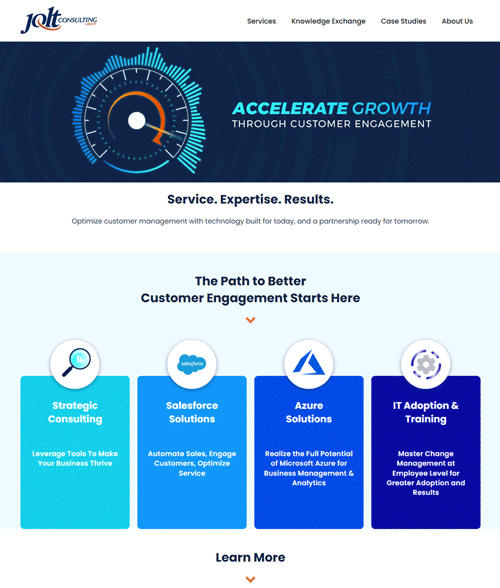 Jolt CONSULTING
GROUP
Services Knowledge Exchange Case Studies About Us
ACCELERATE GROWTH
THROUGH CUSTOMER ENGAGEMENT
Service. Expertise. Results.
Optimize customer management with technology built for today, and a partnership ready for tomorrow.
The Path to Better
Customer Engagement Starts Here
salesforce
Strategic
Consulting
Leverage Tools To Make
Your Business Thrive
Salesforce
Solutions
Automate Sales, Engage
Customers, Optimize
Service
Azure
Solutions
Realize the Full Potential
of Microsoft Azure for
Business Management &
Analytics
IT Adoption &
Training
Master Change
Management at
Employee Level for
Greater Adoption and
Results
Learn More